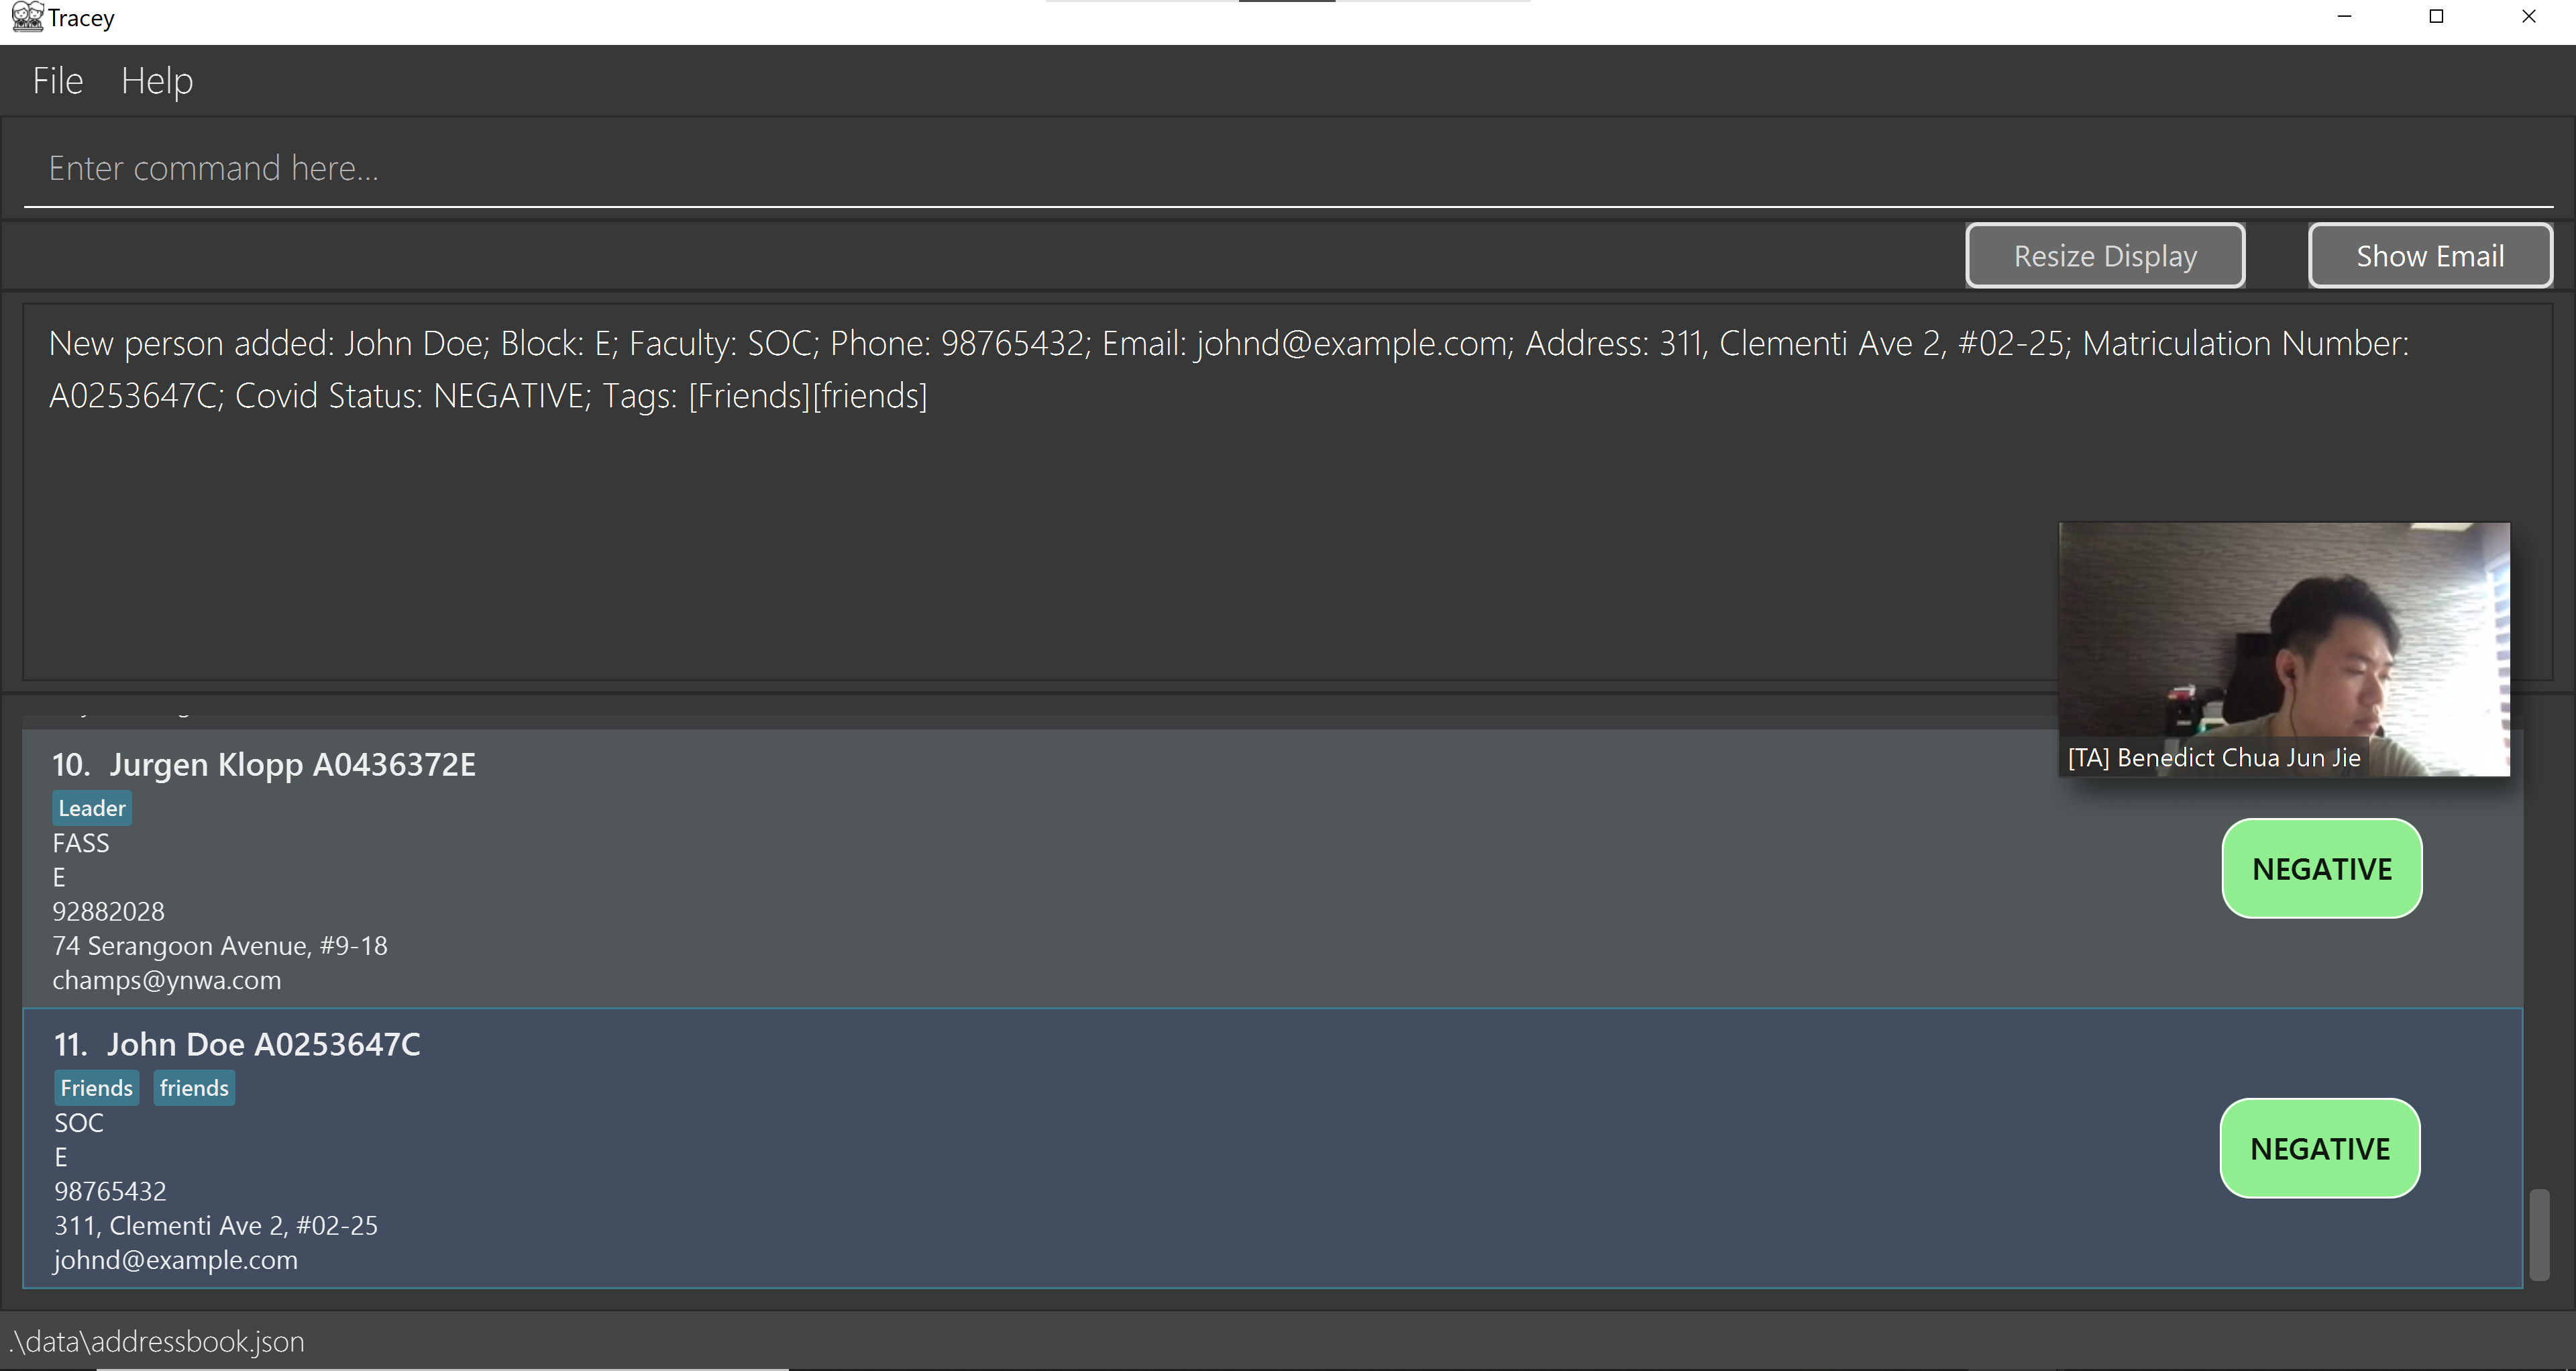 Tracey
File Help
Enter command here...
Resize Display Show Email
New person added: John Doe; Block: E; Faculty: SOC; Phone: 98765432; Email: johnd@example.com; Address: 311, Clementi Ave 2, #02-25; Matriculation Number:
A0253647C; Covid Status: NEGATIVE; Tags: [Friends][friends]
[TA] Benedict Chua Jun Jie
10. Jurgen Klopp A0436372E
Leader
FASS
E
92882028
74 Serangoon Avenue, #9-18
champs@ynwa.com
NEGATIVE
11. John Doe A0253647C
Friends friends
SOC
E
98765432
311, Clementi Ave 2, #02-25
johnd@example.com
NEGATIVE
.\data\addressbook.json